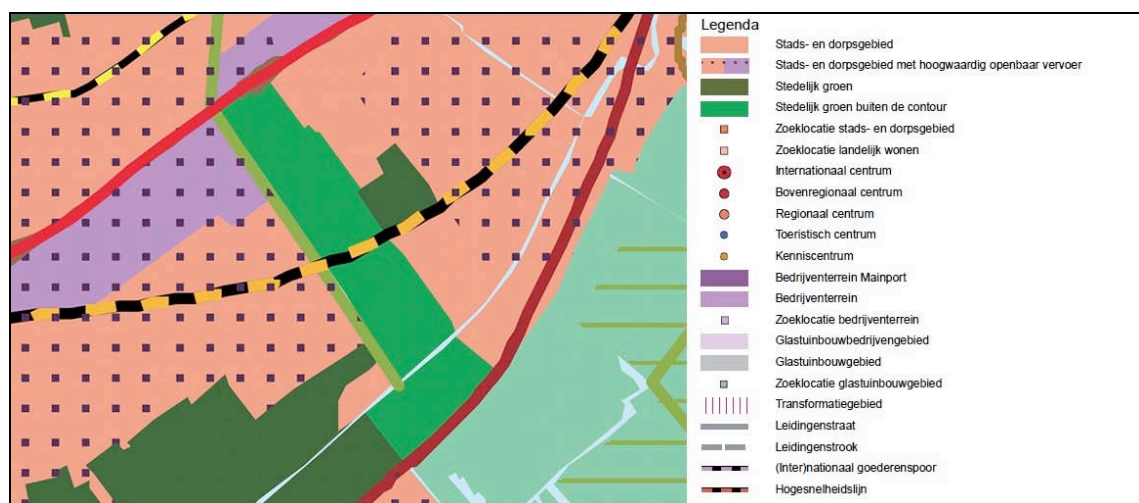 Legenda
Stads- en dorpsgebied
Stads- en dorpsgebied met hoogwaardig openbaar vervoer
Stedelijk groen
Stedelijk groen buiten de contour
Zoeklocatie stads- en dorpsgebied
Zoeklocatie landelijk wonen
Internationaal centrum
Bovenregionaal centrum
Regionaal centrum
Toeristisch centrum
Kenniscentrum
Bedrijventerrein Mainport
Bedrijventerrein
Zoeklocatie bedrijventerrein
Glastuinbouwbedrijvengebied
Glastuinbouwgebied
Zoeklocatie glastuinbouwgebied
Transformatiegebied
Leidingenstraat
Leidingenstrook
(Inter)nationaal goederenspoor
Hogesnelheidslijn